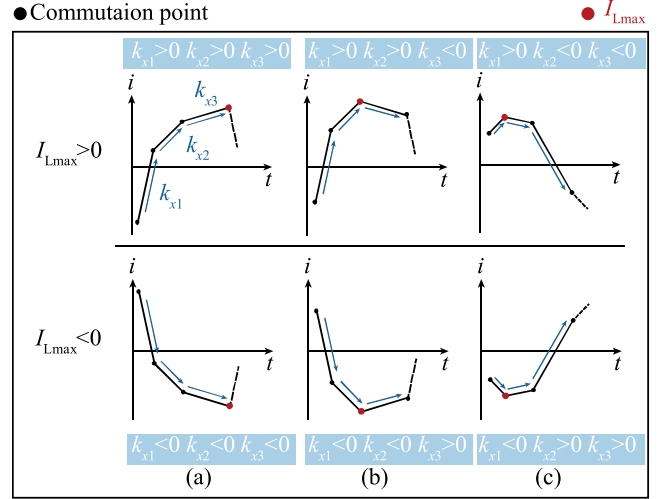 Commutaion point
I_Lmax
k_x1>0 k_x2>0 k_x3>0
k_x1>0 k_x2>0 k_x3<0
k_x1>0 k_x2<0 k_x3<0
i
i
i
k_x3
I_Lmax>0
k_x2
t
t
t
k_x1
i
i
i
I_Lmax<0
t
t
t
k_x1<0 k_x2<0 k_x3<0
k_x1<0 k_x2<0 k_x3>0
k_x1<0 k_x2>0 k_x3>0
(a)
(b)
(c)